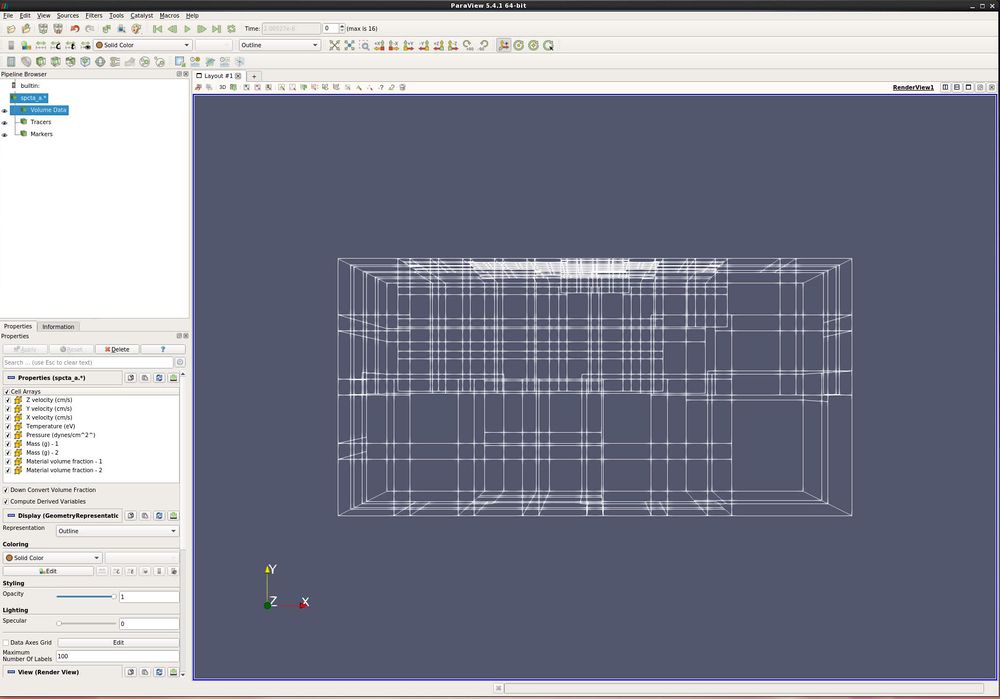 ParaView 5.4.1 64-bit
File Edit View Sources Filters Tools Catalyst Macros Help
Time: 0 (max is 16)
Solid Color Outline
Pipeline Browser
Layout #1 +
3D RenderView1
builtin:
spcta_a.*
Volume Data
Tracers
Markers
Properties Information
Properties
Apply Reset Delete ?
Search ... (use Esc to clear text)
Properties (spcta_a.*)
Cell Arrays
Z velocity (cm/s)
Y velocity (cm/s)
X velocity (cm/s)
Temperature (eV)
Pressure (dynes/cm^2^)
Mass (g) - 1
Mass (g) - 2
Material volume fraction - 1
Material volume fraction - 2
Down Convert Volume Fraction
Compute Derived Variables
Display (GeometryRepresentatic
Representation Outline
Coloring
Solid Color
Edit
Styling
Opacity 1
Lighting
Specular 0
Data Axes Grid Edit
Maximum
Number Of Labels 100
View (Render View)
Y
Z X